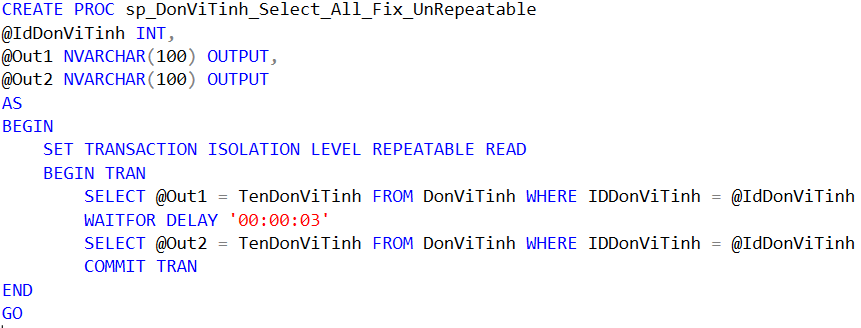 CREATE PROC sp_DonViTinh_Select_All_Fix_UnRepeatable
@IdDonViTinh INT,
@Out1 NVARCHAR(100) OUTPUT,
@Out2 NVARCHAR(100) OUTPUT
AS
BEGIN
    SET TRANSACTION ISOLATION LEVEL REPEATABLE READ
    BEGIN TRAN
        SELECT @Out1 = TenDonViTinh FROM DonViTinh WHERE IDDonViTinh = @IdDonViTinh
        WAITFOR DELAY '00:00:03'
        SELECT @Out2 = TenDonViTinh FROM DonViTinh WHERE IDDonViTinh = @IdDonViTinh
        COMMIT TRAN
END
GO